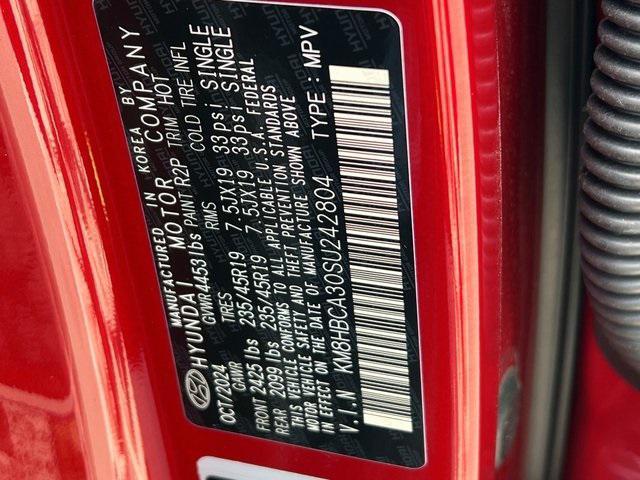 MANUFACTURED IN KOREA BY
HYUNDAI MOTOR COMPANY
OCT/2024 GVWR 4453 lbs PAINT R2P TRIM HOT
GAWR TIRES RIMS COLD TIRE INFL
FRONT 2425 lbs 235/45R19 7.5JX19 33psi SINGLE
REAR 2099 lbs 235/45R19 7.5JX19 33psi SINGLE
THIS VEHICLE CONFORMS TO ALL APPLICABLE U.S.A. FEDERAL
MOTOR VEHICLE SAFETY AND THEFT PREVENTION STANDARDS
IN EFFECT ON THE DATE OF MANUFACTURE SHOWN ABOVE
V.I.N KM8HBCA30SU242804 TYPE : MPV